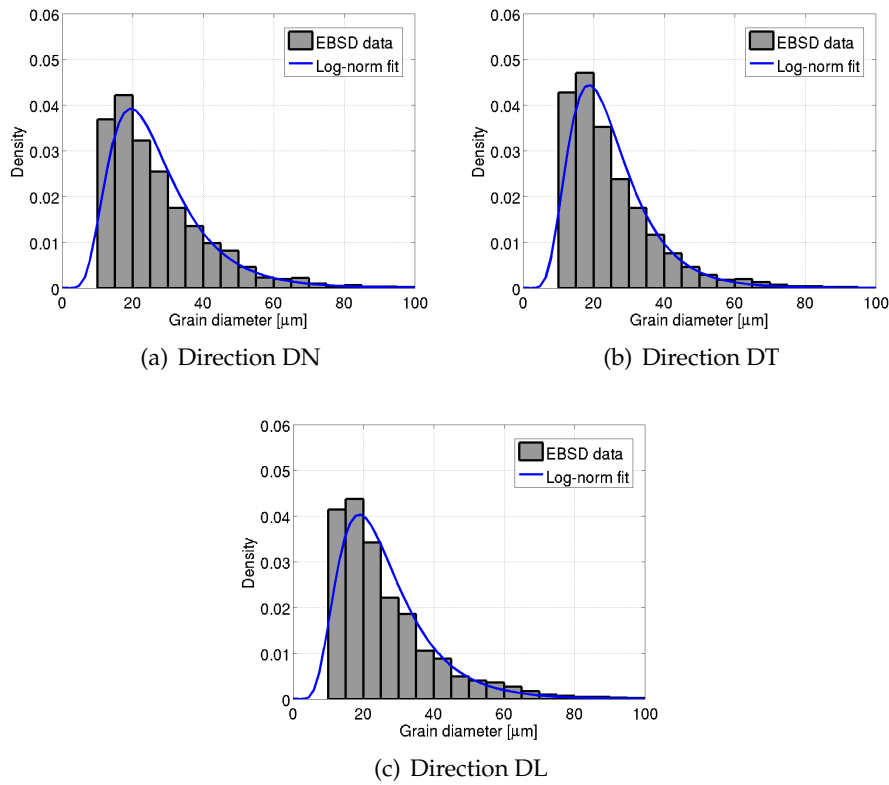 0.06
0.05
0.04
0.03
0.02
0.01
0
Density
EBSD data
Log-norm fit
0 20 40 60 80 100
Grain diameter [μm]
(a) Direction DN
0.06
0.05
0.04
0.03
0.02
0.01
0
Density
EBSD data
Log-norm fit
0 20 40 60 80 100
Grain diameter [μm]
(b) Direction DT
0.06
0.05
0.04
0.03
0.02
0.01
0
Density
EBSD data
Log-norm fit
0 20 40 60 80 100
Grain diameter [μm]
(c) Direction DL